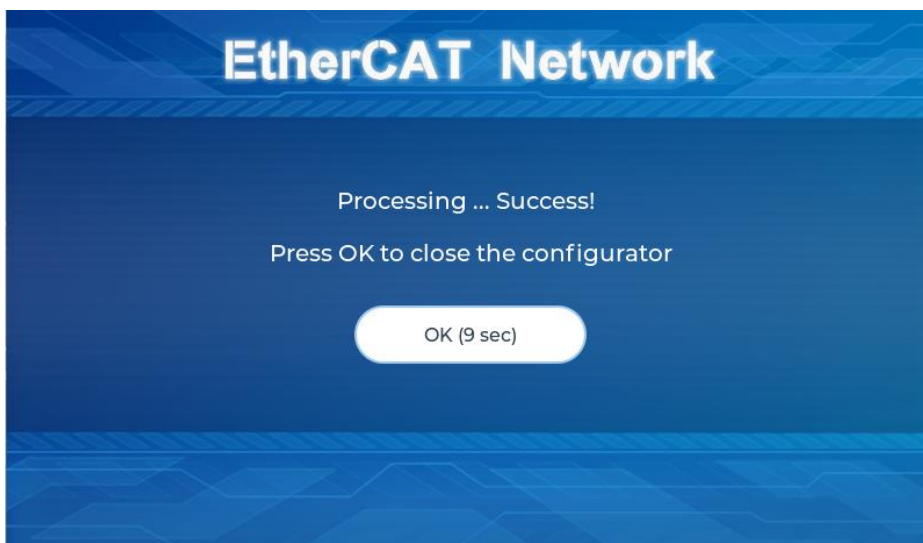 EtherCAT Network
Processing ... Success!
Press OK to close the configurator
OK (9 sec)